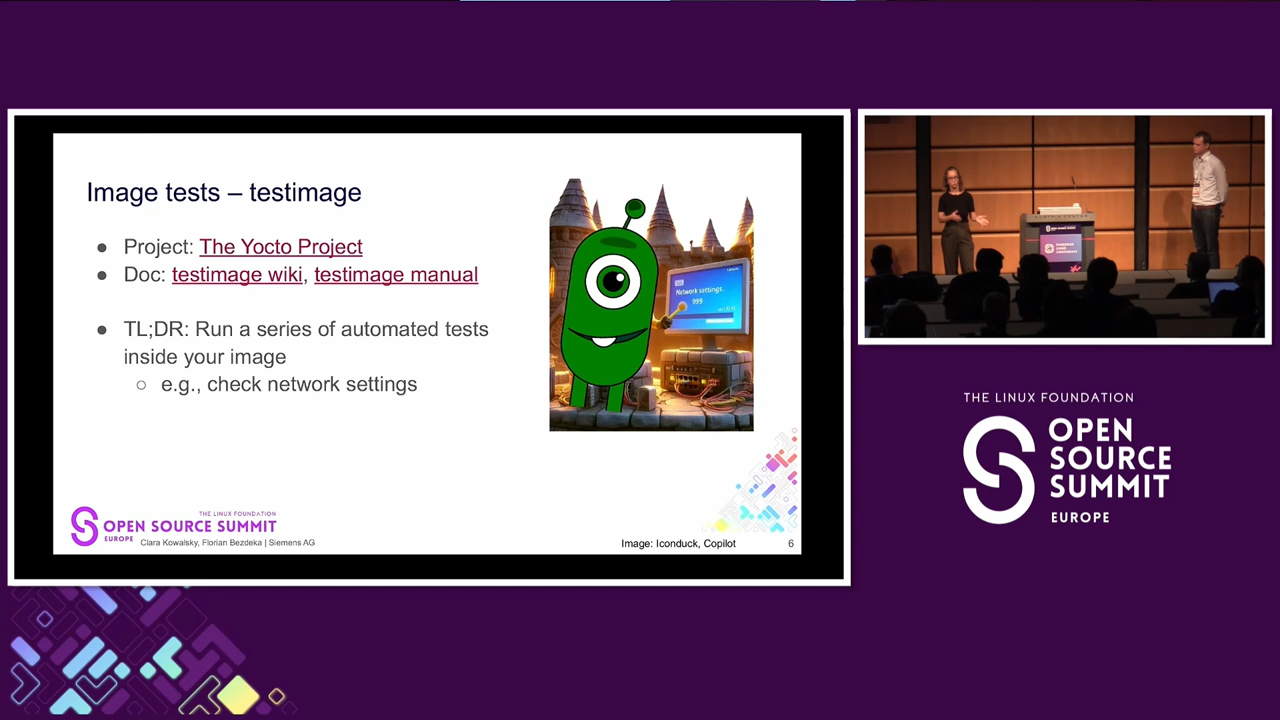 Image tests – testimage
● Project: The Yocto Project
● Doc: testimage wiki, testimage manual
● TL;DR: Run a series of automated tests
inside your image
○ e.g., check network settings
Network settings.
999
THE LINUX FOUNDATION
OPEN SOURCE SUMMIT
EUROPE
Clara Kowalsky, Florian Bezdeka | Siemens AG
Image: Iconduck, Copilot
6
THE LINUX FOUNDATION
OPEN
SOURCE
SUMMIT
EUROPE